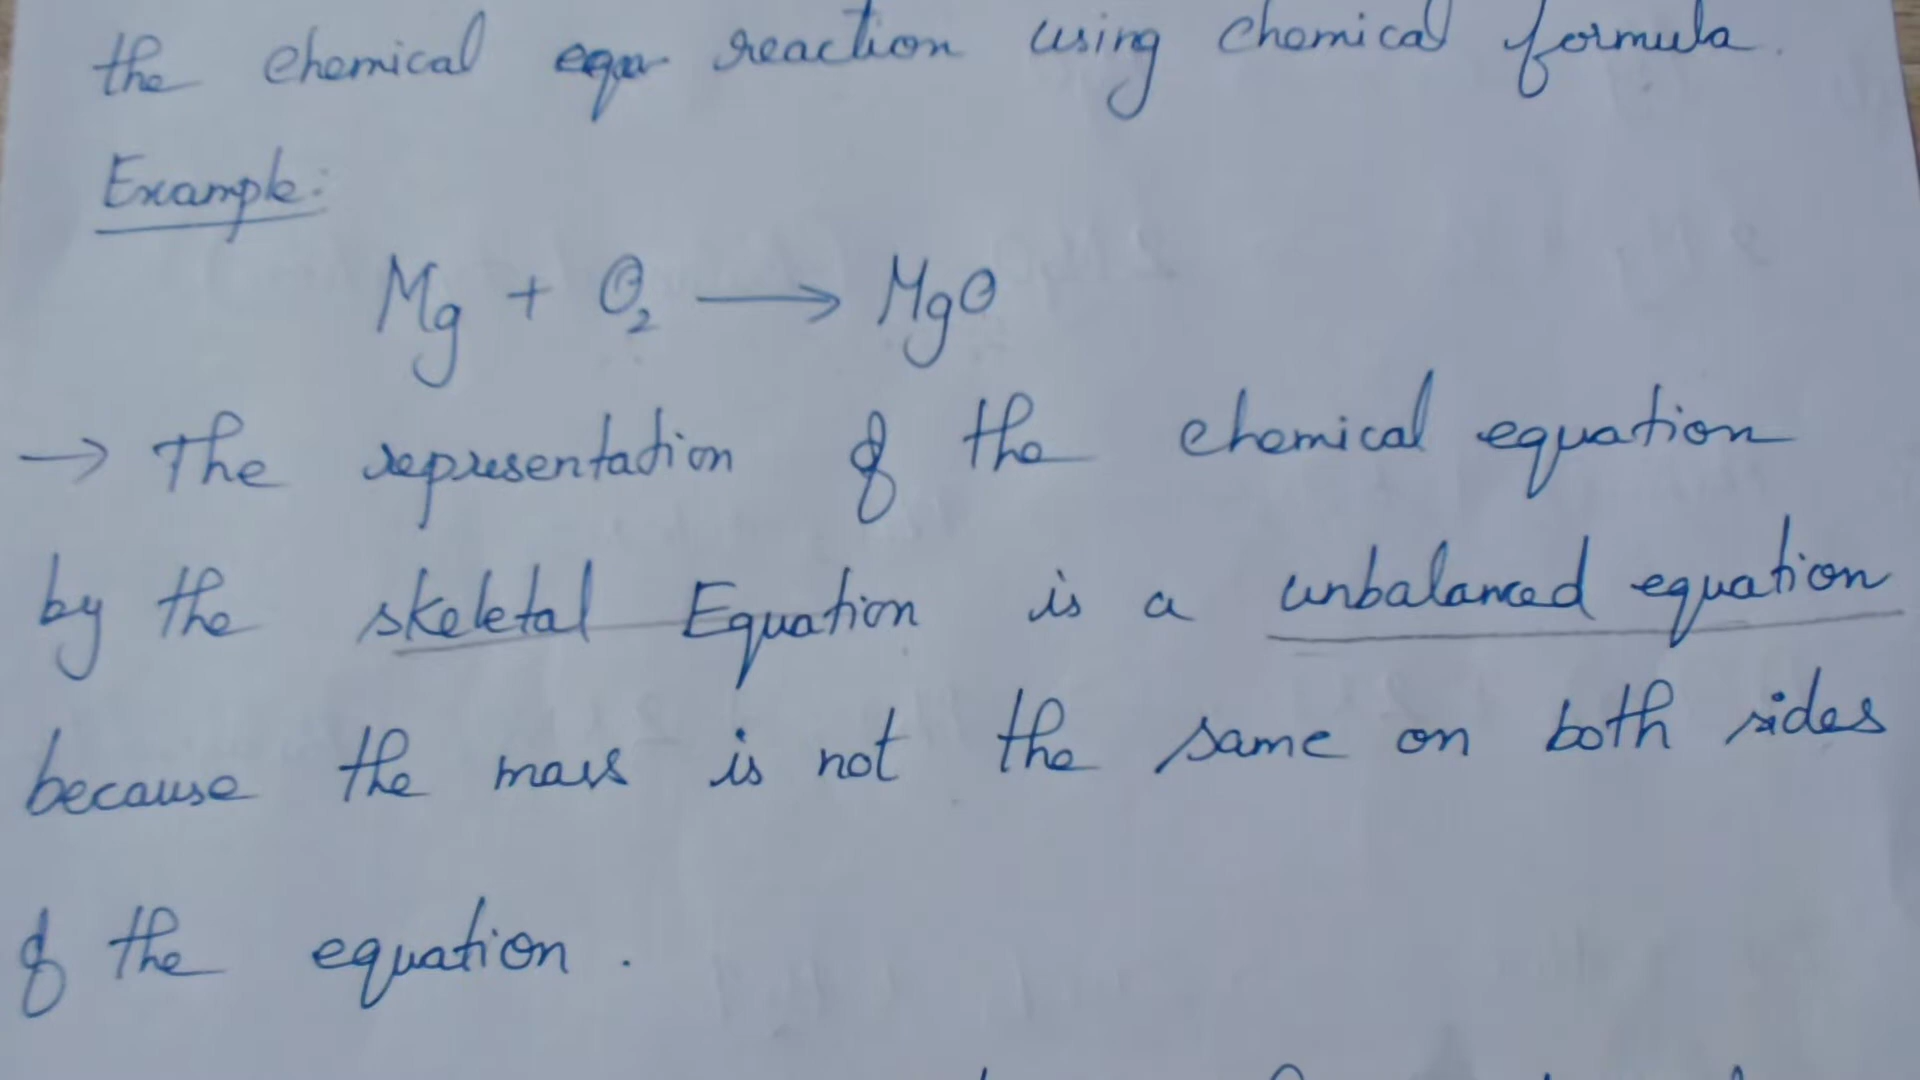 the chemical equa reaction using chemical formula.
Example:
Mg + O₂ → MgO
→ The representation of the chemical equation
by the skeletal Equation is a unbalanced equation
because the mass is not the same on both sides
of the equation.